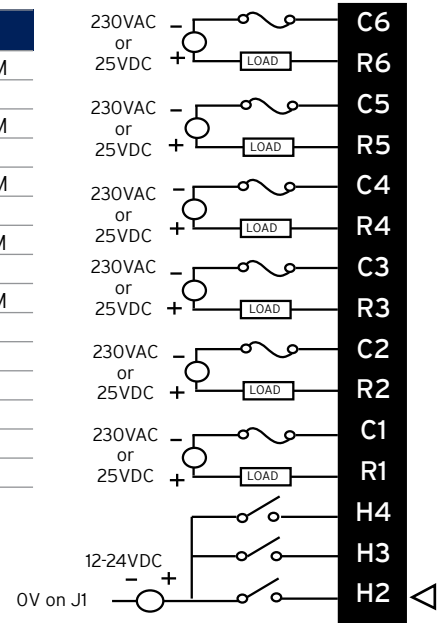 M
M
M
M
M
230VAC − C6
or
25VDC + LOAD R6
230VAC − C5
or
25VDC + LOAD R5
230VAC − C4
or
25VDC + LOAD R4
230VAC − C3
or
25VDC + LOAD R3
230VAC − C2
or
25VDC + LOAD R2
230VAC − C1
or
25VDC + LOAD R1
H4
12-24VDC H3
− +
0V on J1 H2